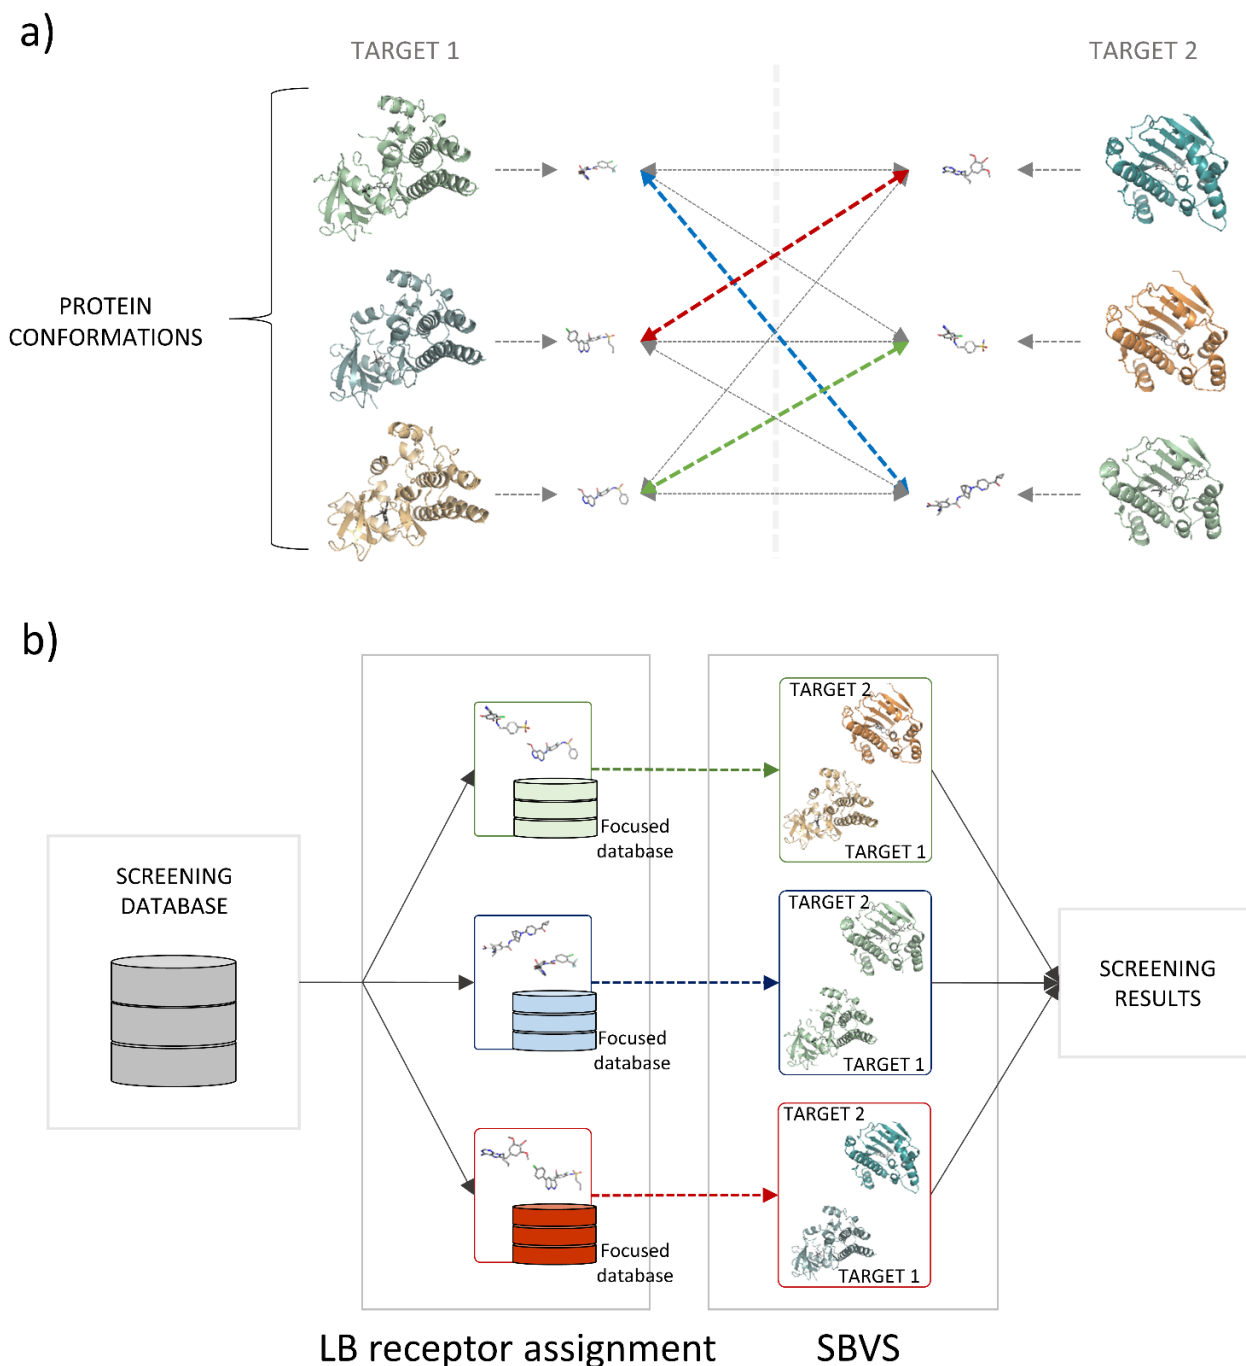 a)
TARGET 1
TARGET 2
PROTEIN
CONFORMATIONS
b)
SCREENING
DATABASE
Focused
database
Focused
database
Focused
database
TARGET 2
TARGET 1
TARGET 2
TARGET 1
TARGET 2
TARGET 1
SCREENING
RESULTS
LB receptor assignment
SBVS